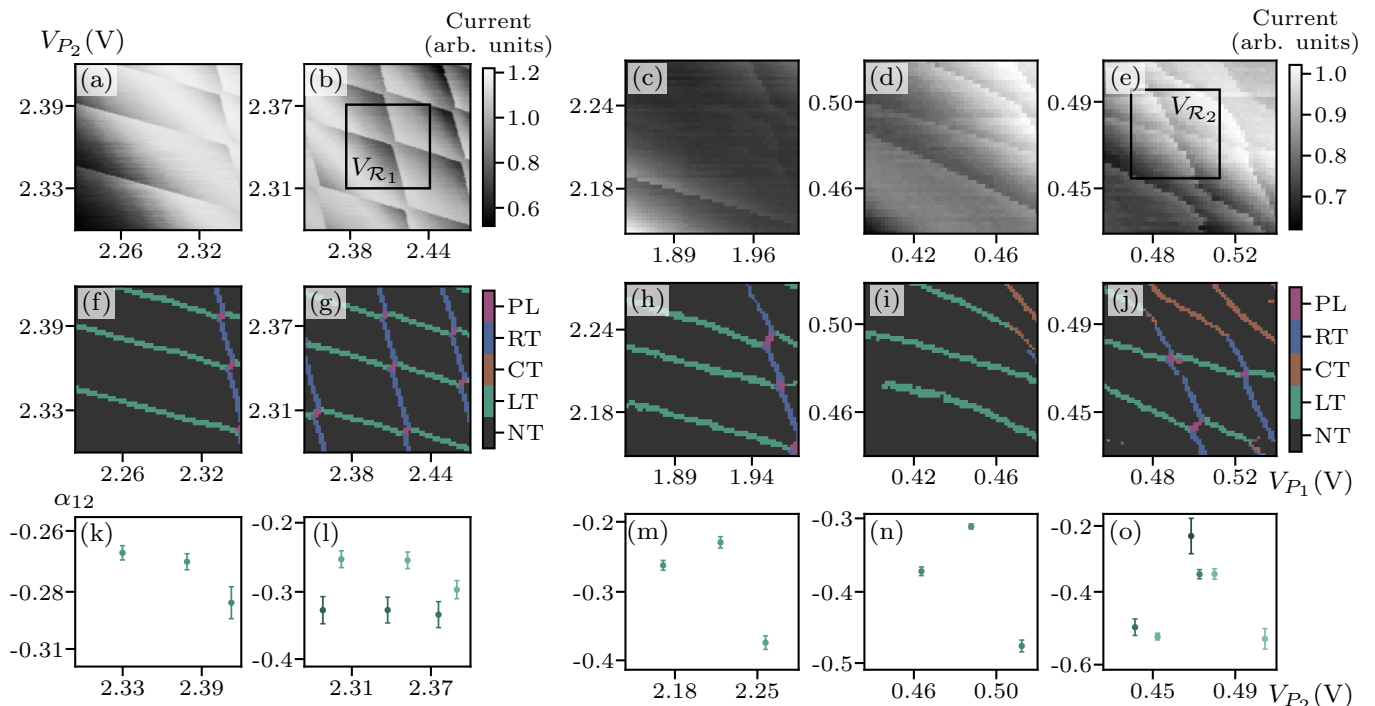 V_{P_2}(V)
Current
(arb. units)
Current
(arb. units)
(a)
(b)
(c)
(d)
(e)
2.39
2.33
2.26
2.32
2.37
2.31
V_{ℛ_1}
2.38
2.44
1.2
1.0
0.8
0.6
2.24
2.18
1.89
1.96
0.50
0.46
0.42
0.46
0.49
0.45
V_{ℛ_2}
0.48
0.52
1.0
0.9
0.8
0.7
(f)
(g)
(h)
(i)
(j)
2.39
2.33
2.26
2.32
2.37
2.31
2.38
2.44
PL
RT
CT
LT
NT
2.24
2.18
1.89
1.94
0.50
0.46
0.42
0.46
0.49
0.45
0.48
0.52
PL
RT
CT
LT
NT
V_{P_1}(V)
α_{12}
(k)
(l)
(m)
(n)
(o)
-0.26
-0.28
-0.31
2.33
2.39
-0.2
-0.3
-0.4
2.31
2.37
-0.2
-0.3
-0.4
2.18
2.25
-0.3
-0.4
-0.5
0.46
0.50
-0.2
-0.4
-0.6
0.45
0.49
V_{P_2}(V)